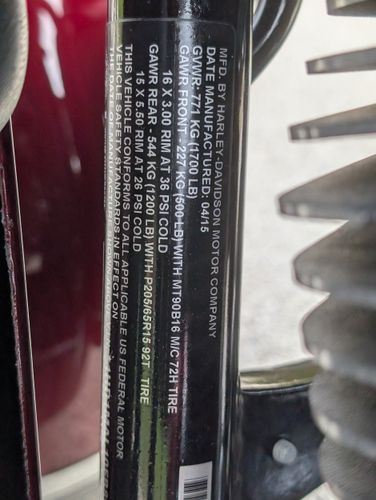 MFD. BY HARLEY-DAVIDSON MOTOR COMPANY
DATE MANUFACTURED: 04/15
GVWR: 771 KG (1700 LB)
GAWR FRONT - 227 KG (500 LB) WITH MT90B16 M/C 72H TIRE
16 X 3.00 RIM AT 36 PSI COLD
GAWR REAR - 544 KG (1200 LB) WITH P205/65R15 92T TIRE
15 X 5.50 RIM AT 26 PSI COLD
THIS VEHICLE CONFORMS TO ALL APPLICABLE US FEDERAL MOTOR
VEHICLE SAFETY STANDARDS IN EFFECT ON
THE DATE OF MANUFACTURE